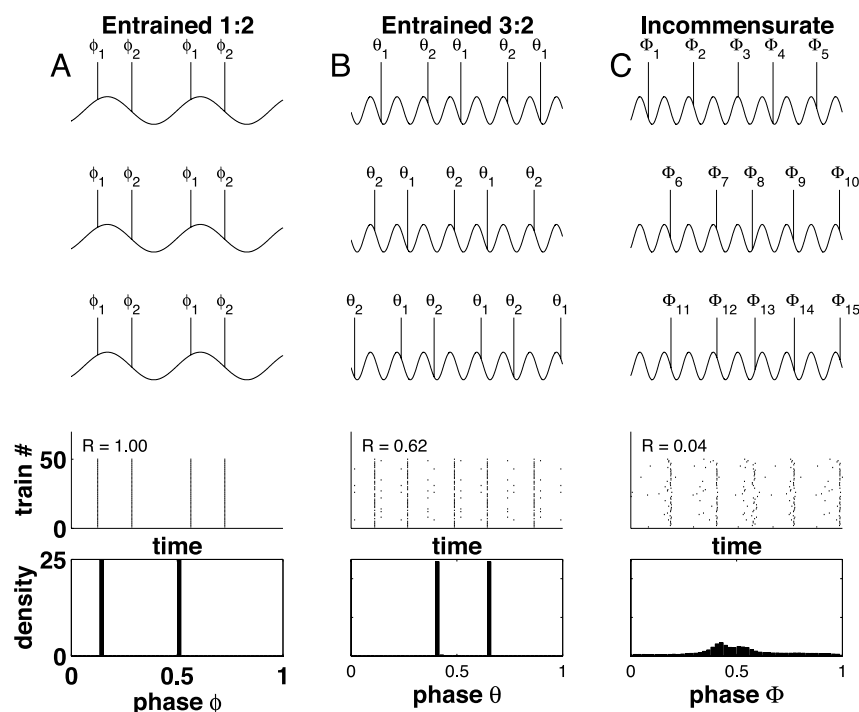 Entrained 1:2 Entrained 3:2 Incommensurate
A ϕ1 ϕ2 ϕ1 ϕ2 B θ1 θ2 θ1 θ2 θ1 C Φ1 Φ2 Φ3 Φ4 Φ5
ϕ1 ϕ2 ϕ1 ϕ2 θ2 θ1 θ2 θ1 θ2 Φ6 Φ7 Φ8 Φ9 Φ10
ϕ1 ϕ2 ϕ1 ϕ2 θ2 θ1 θ2 θ1 θ2 θ1 Φ11 Φ12 Φ13 Φ14 Φ15
train #
50
0
R = 1.00 R = 0.62 R = 0.04
time time time
density
25
0
0 0.5 1 0 0.5 1 0 0.5 1
phase ϕ phase θ phase Φ